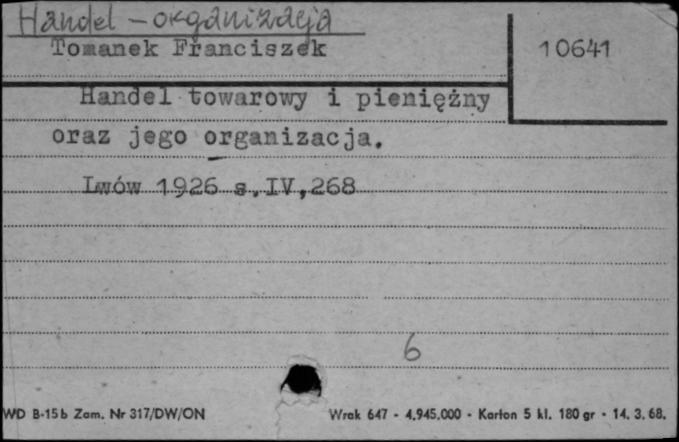 Handel - organizacja
Tomanek Franciszek
10641
Handel towarowy i pieniężny
oraz jego organizacja.
Lwów 1926 s.IV,268
6
WD B-15b Zam. Nr 317/DW/ON Wrak 647 - 4.945.000 - Karton 5 kl. 180 gr - 14. 3. 68.